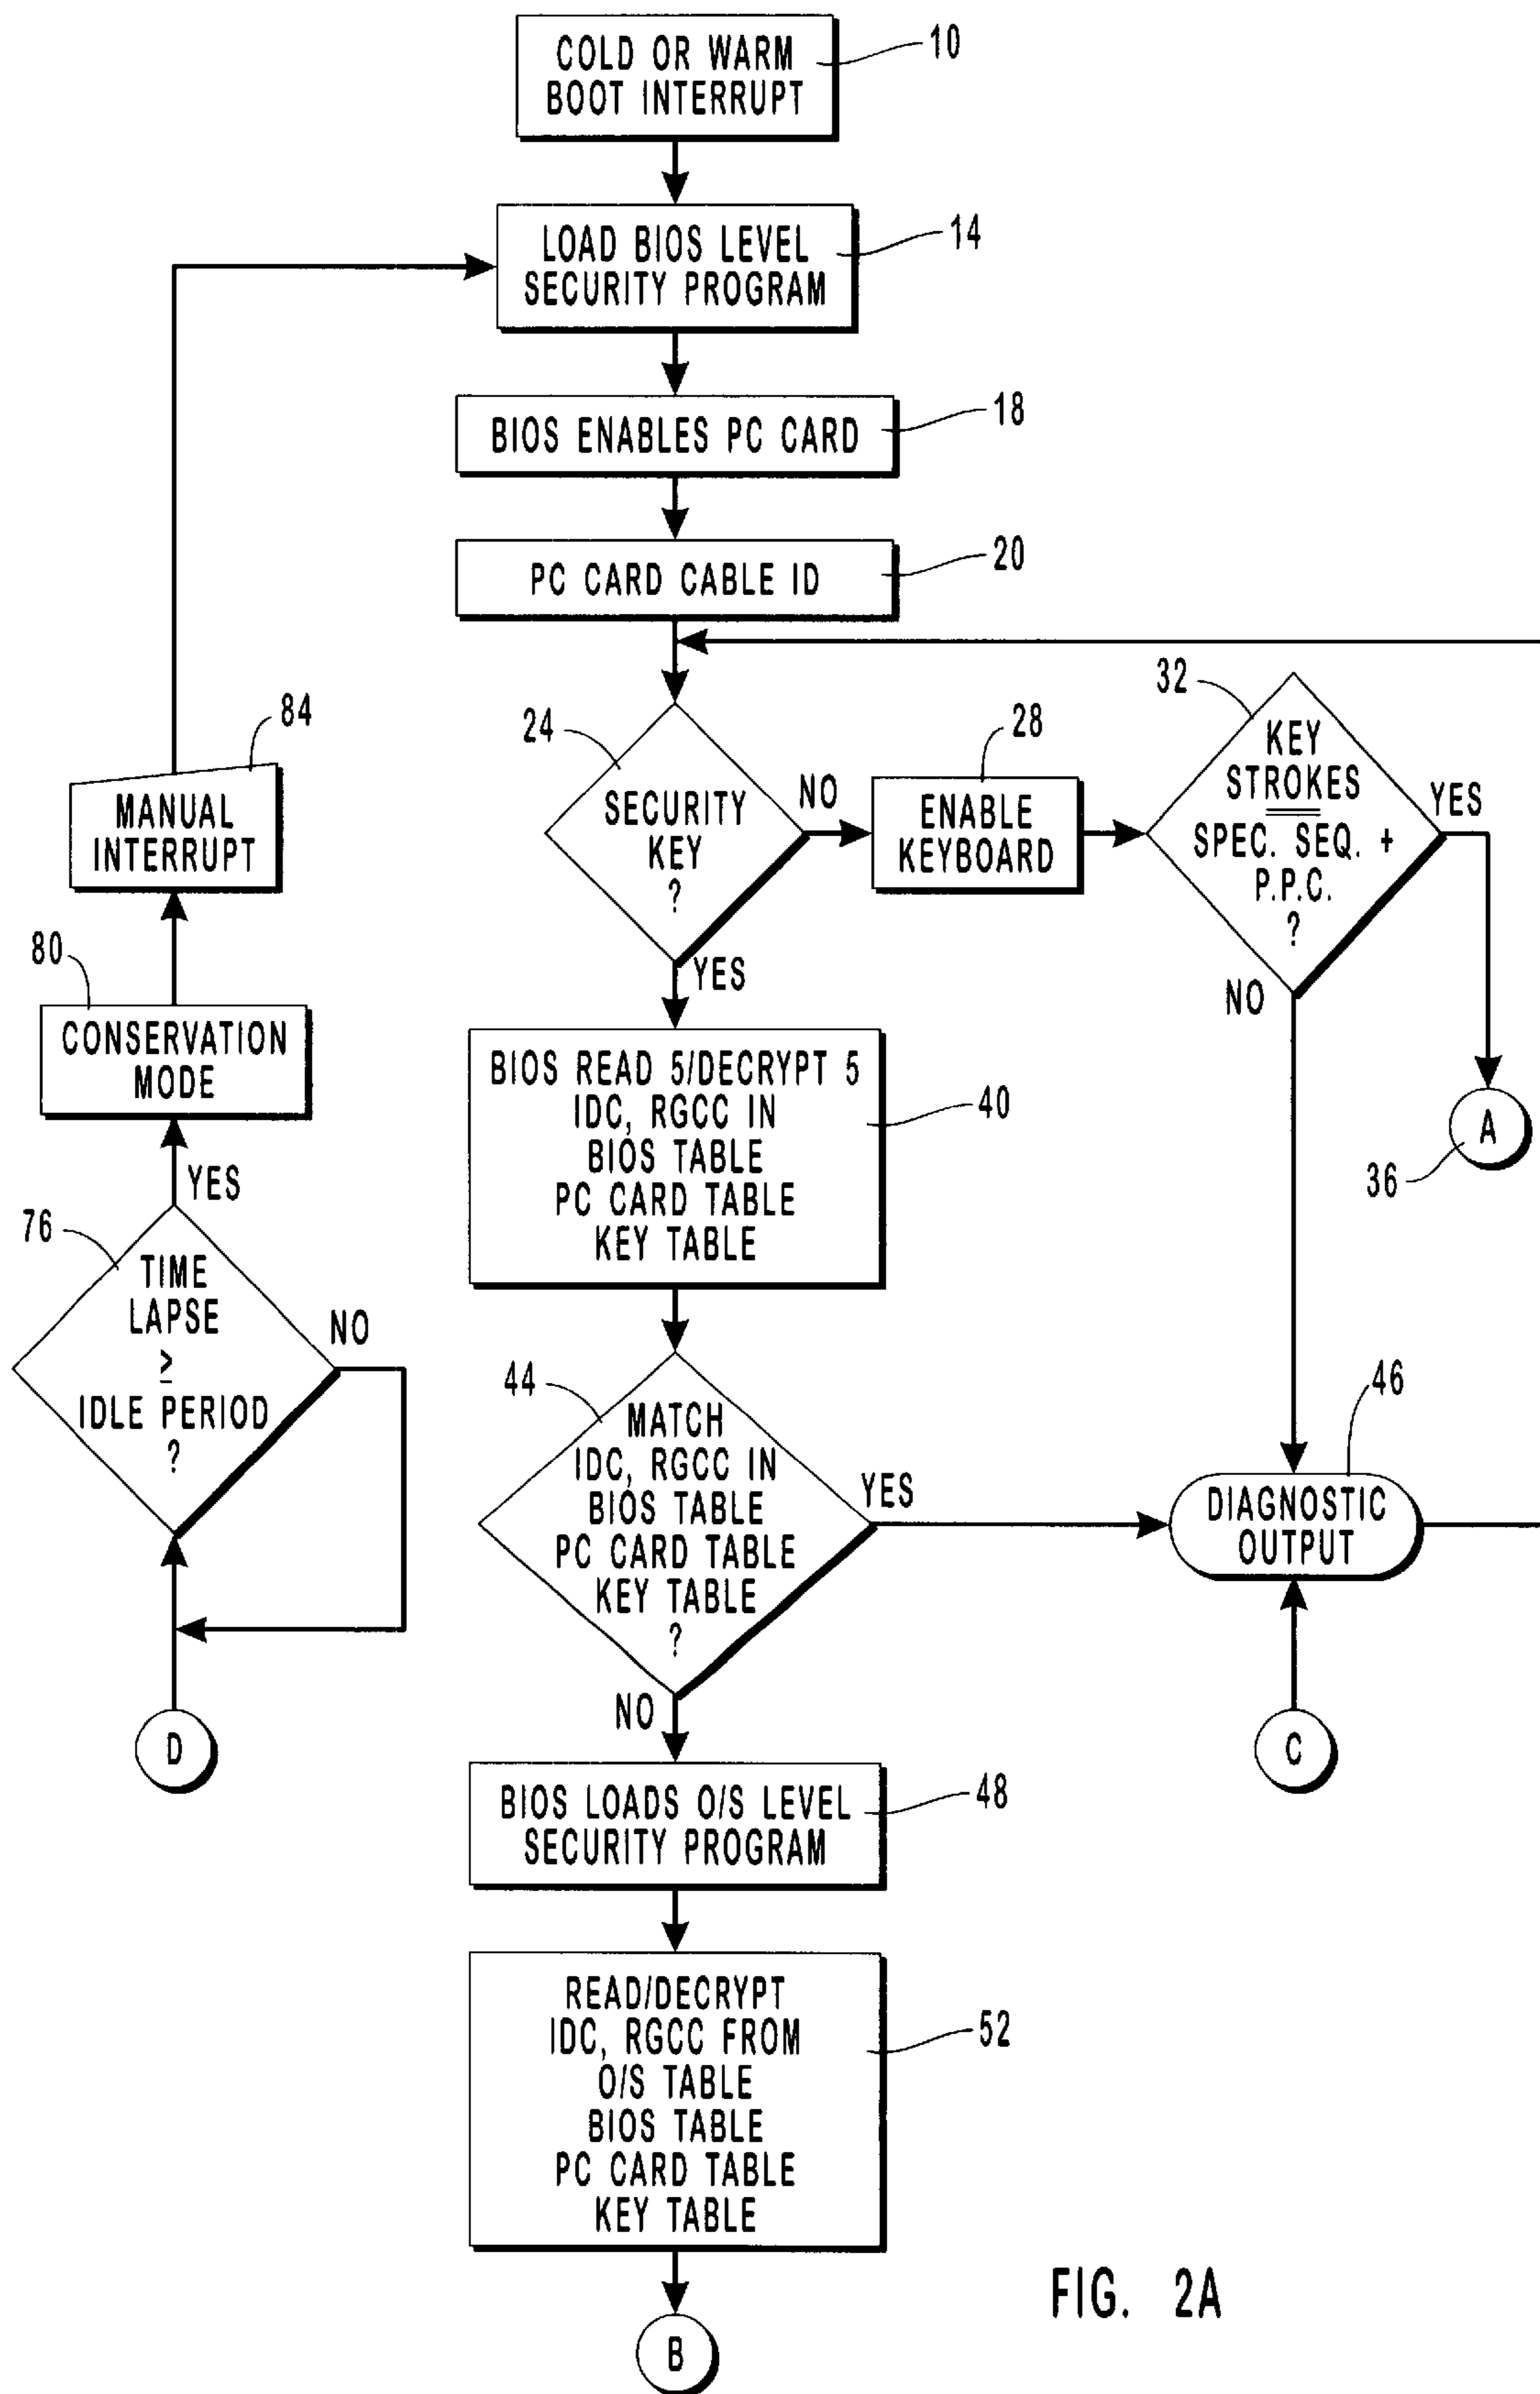 COLD OR WARM
BOOT INTERRUPT
10
LOAD BIOS LEVEL
SECURITY PROGRAM
14
BIOS ENABLES PC CARD
18
PC CARD CABLE ID
20
24
SECURITY
KEY
?
NO
YES
28
ENABLE
KEYBOARD
32
KEY
STROKES
SPEC. SEQ. +
P.P.C.
?
YES
NO
A
36
84
MANUAL
INTERRUPT
80
CONSERVATION
MODE
YES
76
TIME
LAPSE
≥
IDLE PERIOD
?
NO
D
BIOS READ 5/DECRYPT 5
IDC, RGCC IN
BIOS TABLE
PC CARD TABLE
KEY TABLE
40
44
MATCH
IDC, RGCC IN
BIOS TABLE
PC CARD TABLE
KEY TABLE
?
YES
NO
46
DIAGNOSTIC
OUTPUT
C
BIOS LOADS O/S LEVEL
SECURITY PROGRAM
48
READ/DECRYPT
IDC, RGCC FROM
O/S TABLE
BIOS TABLE
PC CARD TABLE
KEY TABLE
52
B
FIG. 2A